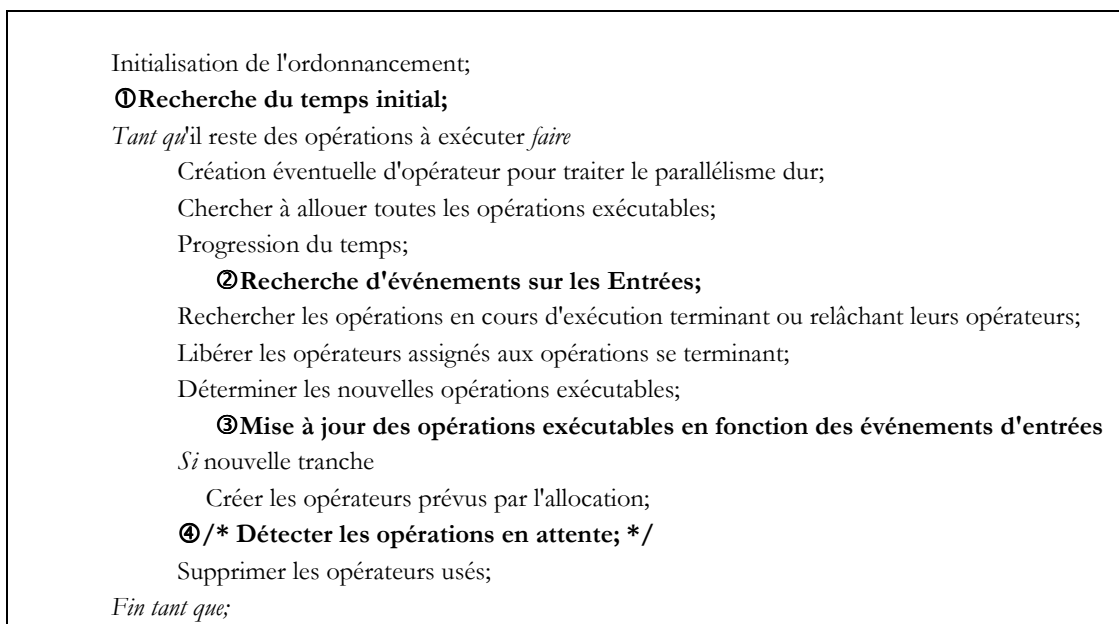 Initialisation de l'ordonnancement;
①Recherche du temps initial;
Tant qu'il reste des opérations à exécuter faire
Création éventuelle d'opérateur pour traiter le parallélisme dur;
Chercher à allouer toutes les opérations exécutables;
Progression du temps;
②Recherche d'événements sur les Entrées;
Rechercher les opérations en cours d'exécution terminant ou relâchant leurs opérateurs;
Libérer les opérateurs assignés aux opérations se terminant;
Déterminer les nouvelles opérations exécutables;
③Mise à jour des opérations exécutables en fonction des événements d'entrées
Si nouvelle tranche
Créer les opérateurs prévus par l'allocation;
④/* Détecter les opérations en attente; */
Supprimer les opérateurs usés;
Fin tant que;